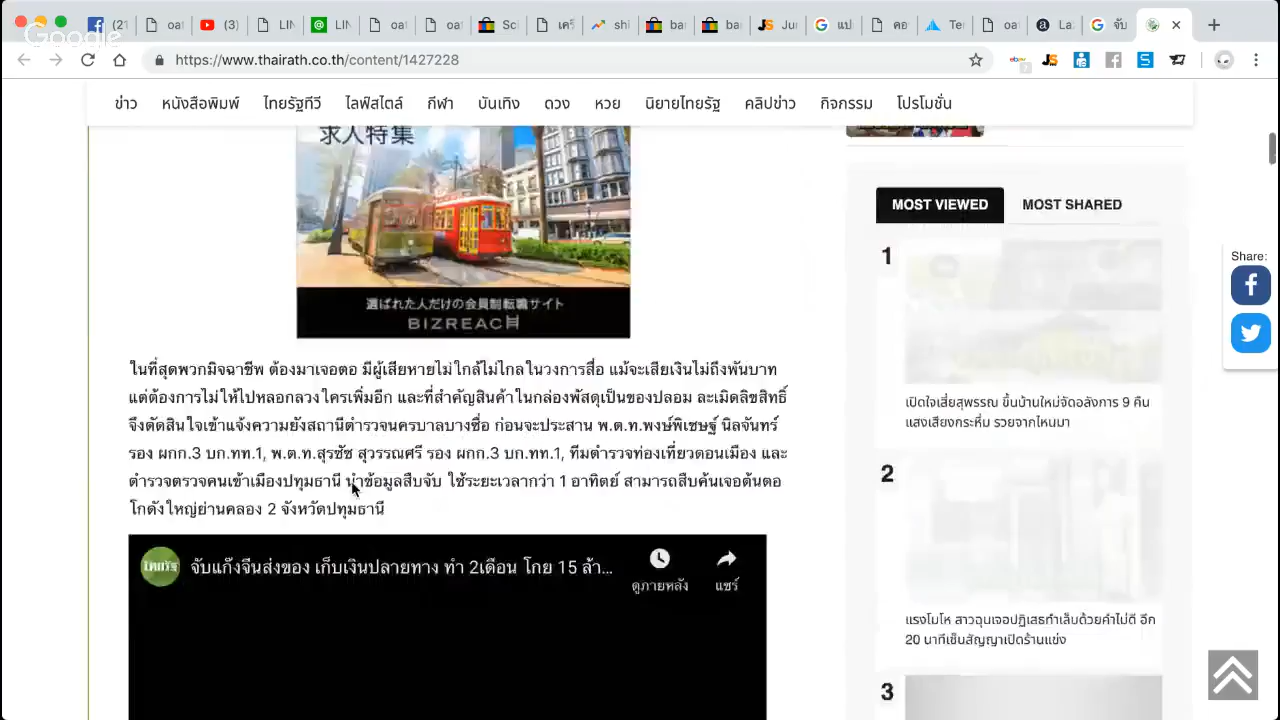 (21
oat
(3)
LIN
LIN
oat
oat
Sc
เครื
shl
ba
JS Ju
แป
คอ
Te
oat
La
จับ
Google
https://www.thairath.co.th/content/1427228
ข่าว หนังสือพิมพ์ ไทยรัฐทีวี ไลฟ์สไตล์ กีฬา บันเทิง ดวง หวย นิยายไทยรัฐ คลิปข่าว กิจกรรม โปรโมชั่น
求人特集
選ばれた人だけの会員制転職サイト
BIZREACH
ในที่สุดพวกมิจฉาชีพ ต้องมาเจอตอ มีผู้เสียหายไม่ใกล้ไม่ไกลในวงการสื่อ แม้จะเสียเงินไม่ถึงพันบาท
แต่ต้องการไม่ให้ไปหลอกลวงใครเพิ่มอีก และที่สำคัญสินค้าในกล่องพัสดุเป็นของปลอม ละเมิดลิขสิทธิ์
จึงตัดสินใจเข้าแจ้งความยังสถานีตำรวจนครบาลบางซื่อ ก่อนจะประสาน พ.ต.ท.พงษ์พิเชษฐ์ นิลจันทร์
รอง ผกก.3 บก.ทท.1, พ.ต.ท.สุรชัช สุวรรณศรี รอง ผกก.3 บก.ทท.1, ทีมตำรวจท่องเที่ยวดอนเมือง และ
ตำรวจตรวจคนเข้าเมืองปทุมธานี นำข้อมูลสืบจับ ใช้ระยะเวลากว่า 1 อาทิตย์ สามารถสืบค้นเจอต้นตอ
โกดังใหญ่ย่านคลอง 2 จังหวัดปทุมธานี
ไทยรัฐ
จับแก๊งจีนส่งของ เก็บเงินปลายทาง ทำ 2เดือน โกย 15 ล้า...
ดูภายหลัง
แชร์
MOST VIEWED MOST SHARED
1
เปิดใจเสี่ยสุพรรณ ขึ้นบ้านใหม่จัดอลังการ 9 คืน
แสงเสียงกระหึ่ม รวยจากไหนมา
2
แรงโมโห สาวฉุนเจอปฏิเสธทำเล็บด้วยคำไม่ดี อีก
20 นาทีเซ็นสัญญาเปิดร้านแข่ง
3
Share: